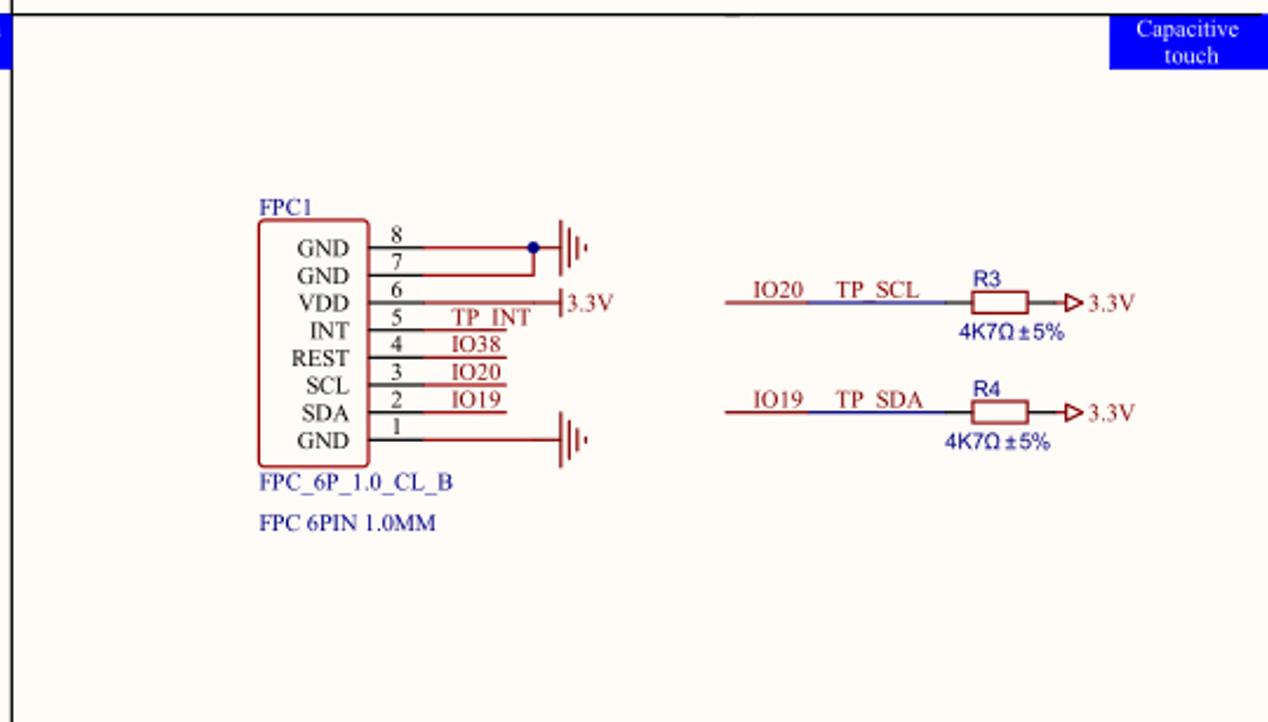 Capacitive
touch
FPC1
GND 8
GND 7
VDD 6 3.3V
INT 5 TP_INT
REST 4 IO38
SCL 3 IO20
SDA 2 IO19
GND 1
FPC_6P_1.0_CL_B
FPC 6PIN 1.0MM
R3
IO20 TP_SCL 3.3V
4K7Ω±5%
R4
IO19 TP_SDA 3.3V
4K7Ω±5%